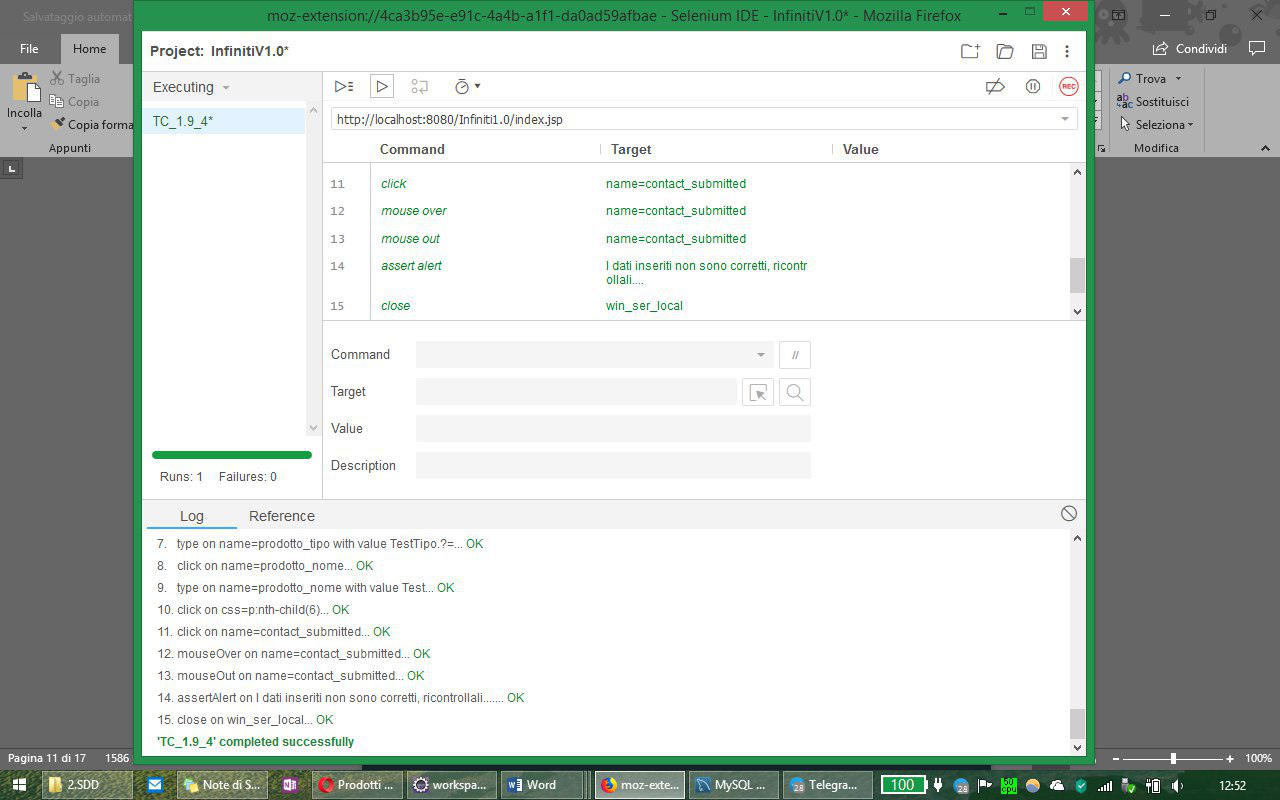 moz-extension://4ca3b95e-e91c-4a4b-a1f1-da0ad59afbae - Selenium IDE - InfinitiV1.0* - Mozilla Firefox
Salvataggio automat
File
Home
Condividi
Taglia
Copia
Copia forma
Incolla
Appunti
Trova
Sostituisci
Seleziona
Modifica
Project: InfinitiV1.0*
Executing
REC
TC_1.9_4*
http://localhost:8080/Infiniti1.0/index.jsp
Command Target Value
11 click name=contact_submitted
12 mouse over name=contact_submitted
13 mouse out name=contact_submitted
14 assert alert I dati inseriti non sono corretti, ricontr
ollali....
15 close win_ser_local
Command
//
Target
Value
Description
Runs: 1 Failures: 0
Log Reference
7. type on name=prodotto_tipo with value TestTipo.?=... OK
8. click on name=prodotto_nome... OK
9. type on name=prodotto_nome with value Test... OK
10. click on css=p:nth-child(6)... OK
11. click on name=contact_submitted... OK
12. mouseOver on name=contact_submitted... OK
13. mouseOut on name=contact_submitted... OK
14. assertAlert on I dati inseriti non sono corretti, ricontrollali....... OK
15. close on win_ser_local... OK
'TC_1.9_4' completed successfully
Pagina 11 di 17 1586
100%
2.SDD
Note di S...
Prodotti ...
workspa...
Word
moz-exte...
MySQL ...
Telegra...
100
28
12:52